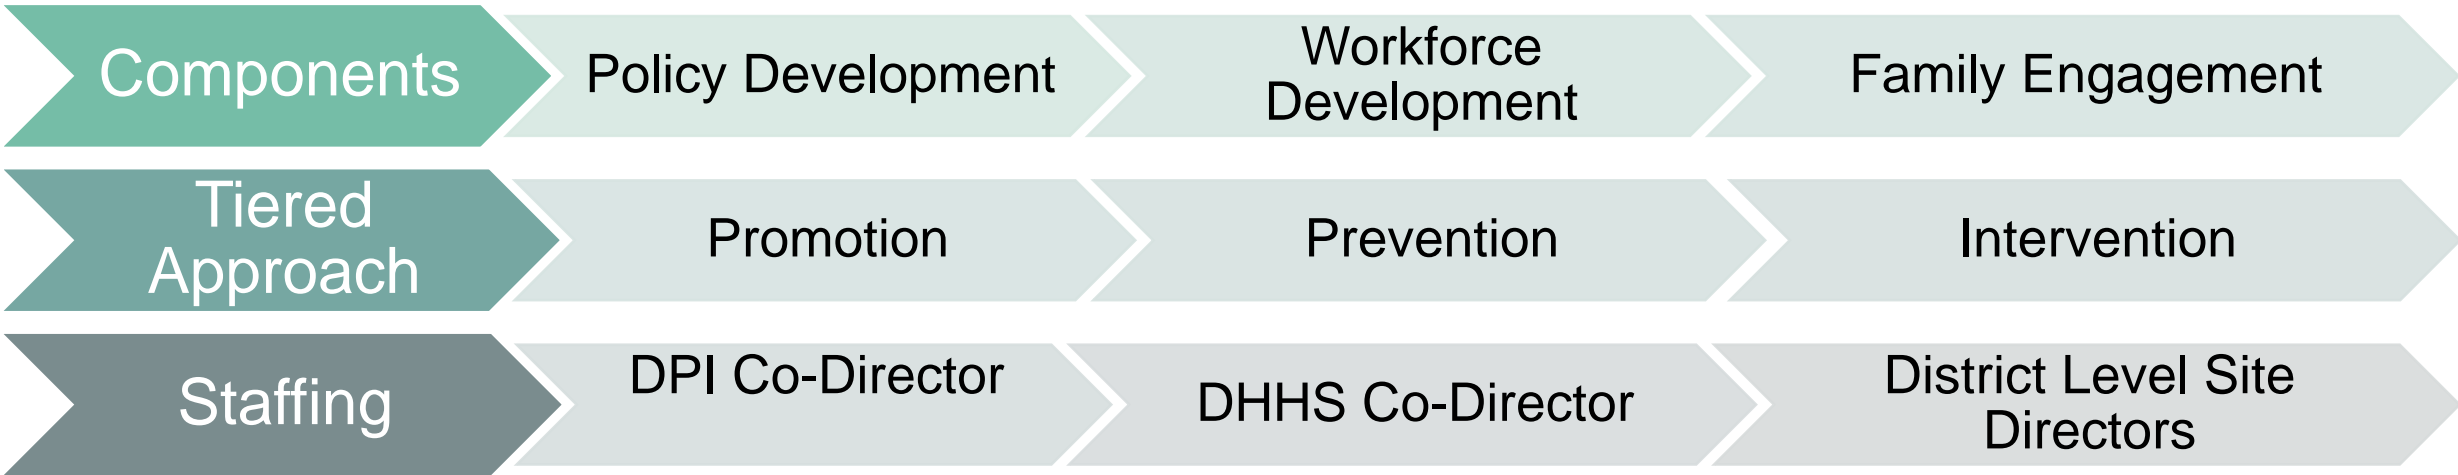 Components
Policy Development
Workforce
Development
Family Engagement
Tiered
Approach
Promotion
Prevention
Intervention
Staffing
DPI Co-Director
DHHS Co-Director
District Level Site
Directors